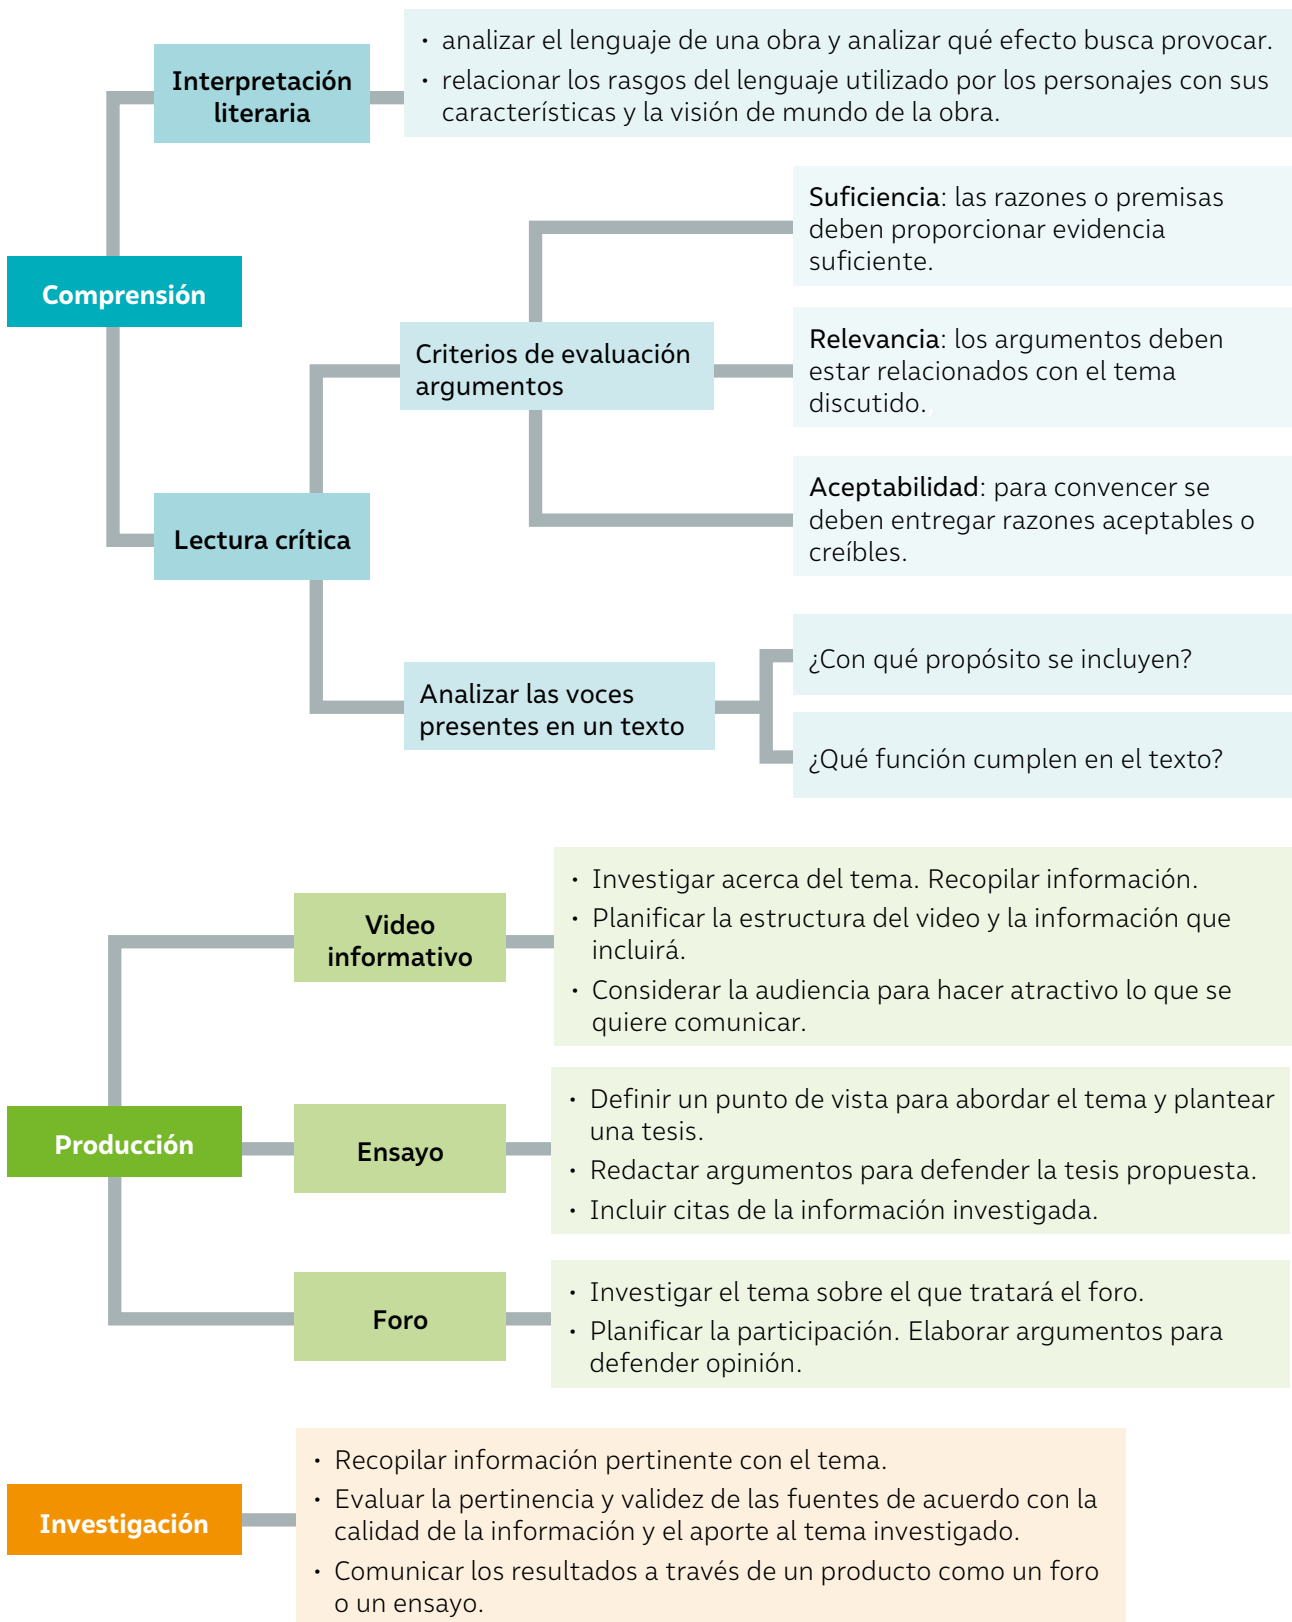 Comprensión
Interpretación
literaria
· analizar el lenguaje de una obra y analizar qué efecto busca provocar.
· relacionar los rasgos del lenguaje utilizado por los personajes con sus
características y la visión de mundo de la obra.
Lectura crítica
Criterios de evaluación
argumentos
Suficiencia: las razones o premisas
deben proporcionar evidencia
suficiente.
Relevancia: los argumentos deben
estar relacionados con el tema
discutido.
Aceptabilidad: para convencer se
deben entregar razones aceptables o
creíbles.
Analizar las voces
presentes en un texto
¿Con qué propósito se incluyen?
¿Qué función cumplen en el texto?
Producción
Video
informativo
· Investigar acerca del tema. Recopilar información.
· Planificar la estructura del video y la información que
incluirá.
· Considerar la audiencia para hacer atractivo lo que se
quiere comunicar.
Ensayo
· Definir un punto de vista para abordar el tema y plantear
una tesis.
· Redactar argumentos para defender la tesis propuesta.
· Incluir citas de la información investigada.
Foro
· Investigar el tema sobre el que tratará el foro.
· Planificar la participación. Elaborar argumentos para
defender opinión.
Investigación
· Recopilar información pertinente con el tema.
· Evaluar la pertinencia y validez de las fuentes de acuerdo con la
calidad de la información y el aporte al tema investigado.
· Comunicar los resultados a través de un producto como un foro
o un ensayo.